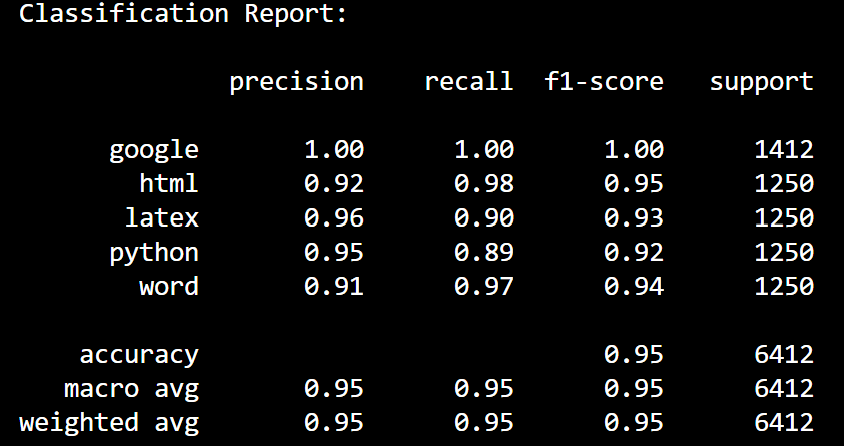 Classification Report:
precision recall f1-score support
google 1.00 1.00 1.00 1412
html 0.92 0.98 0.95 1250
latex 0.96 0.90 0.93 1250
python 0.95 0.89 0.92 1250
word 0.91 0.97 0.94 1250
accuracy 0.95 6412
macro avg 0.95 0.95 0.95 6412
weighted avg 0.95 0.95 0.95 6412